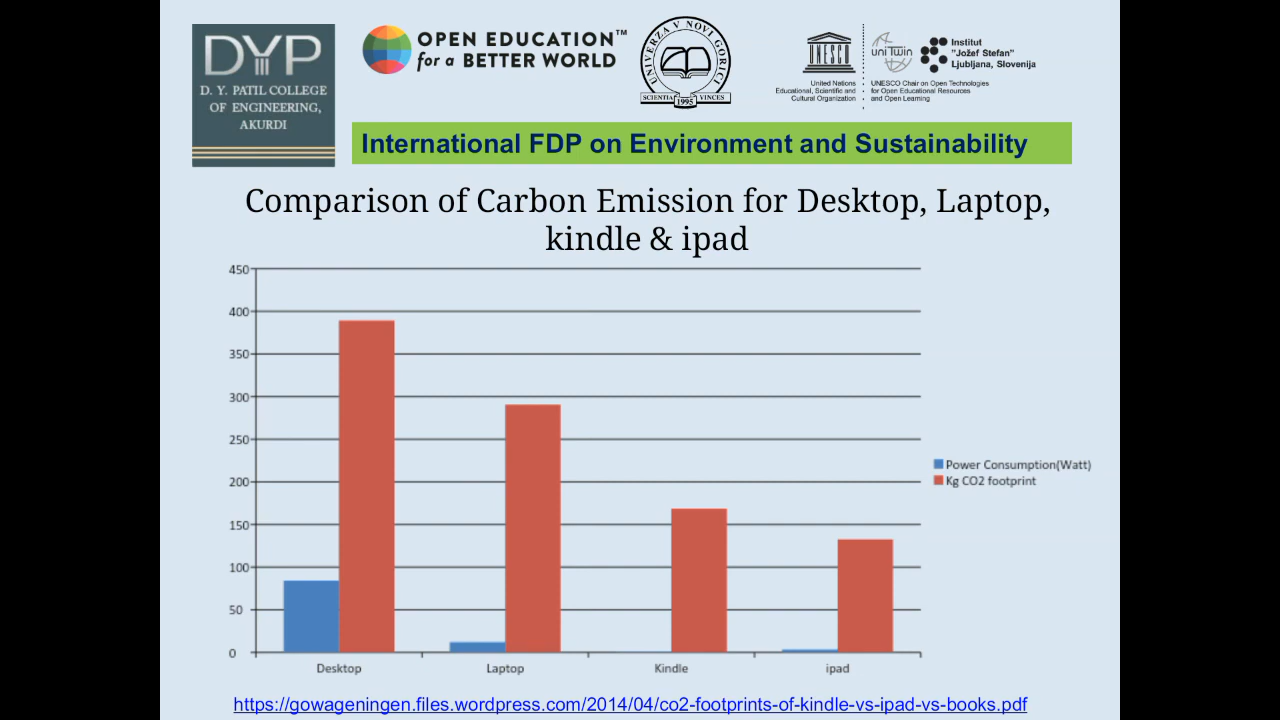 DYP
D. Y. PATIL COLLEGE
OF ENGINEERING,
AKURDI
OPEN EDUCATION™
for a BETTER WORLD
UNIVERZA V NOVI GORICI
SCIENTIA VINCES
1995
UNESCO
United Nations
Educational, Scientific and
Cultural Organization
uniTwin
UNESCO Chair on Open Technologies
for Open Educational Resources
and Open Learning
Institut
"Jožef Stefan"
Ljubljana, Slovenija
International FDP on Environment and Sustainability
Comparison of Carbon Emission for Desktop, Laptop,
kindle & ipad
450
400
350
300
250
200
150
100
50
0
Desktop Laptop Kindle ipad
Power Consumption(Watt)
Kg CO2 footprint
https://gowageningen.files.wordpress.com/2014/04/co2-footprints-of-kindle-vs-ipad-vs-books.pdf